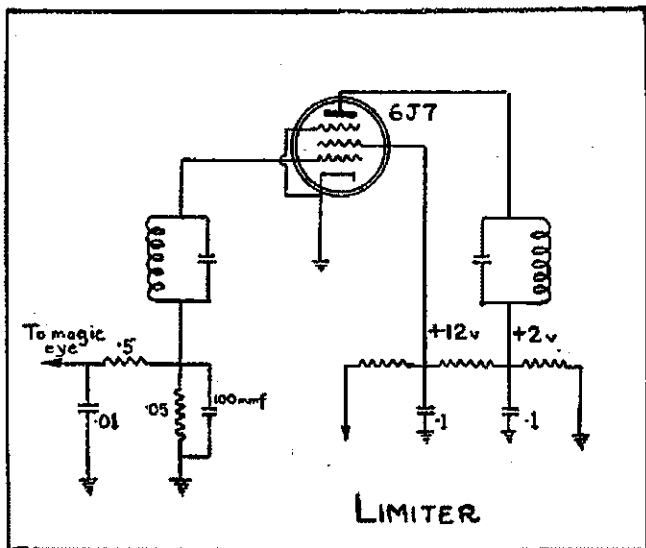 6J7
To magic
eye
.5
+12v
+2v
.01
.05
100mmf
.1
.1
LIMITER